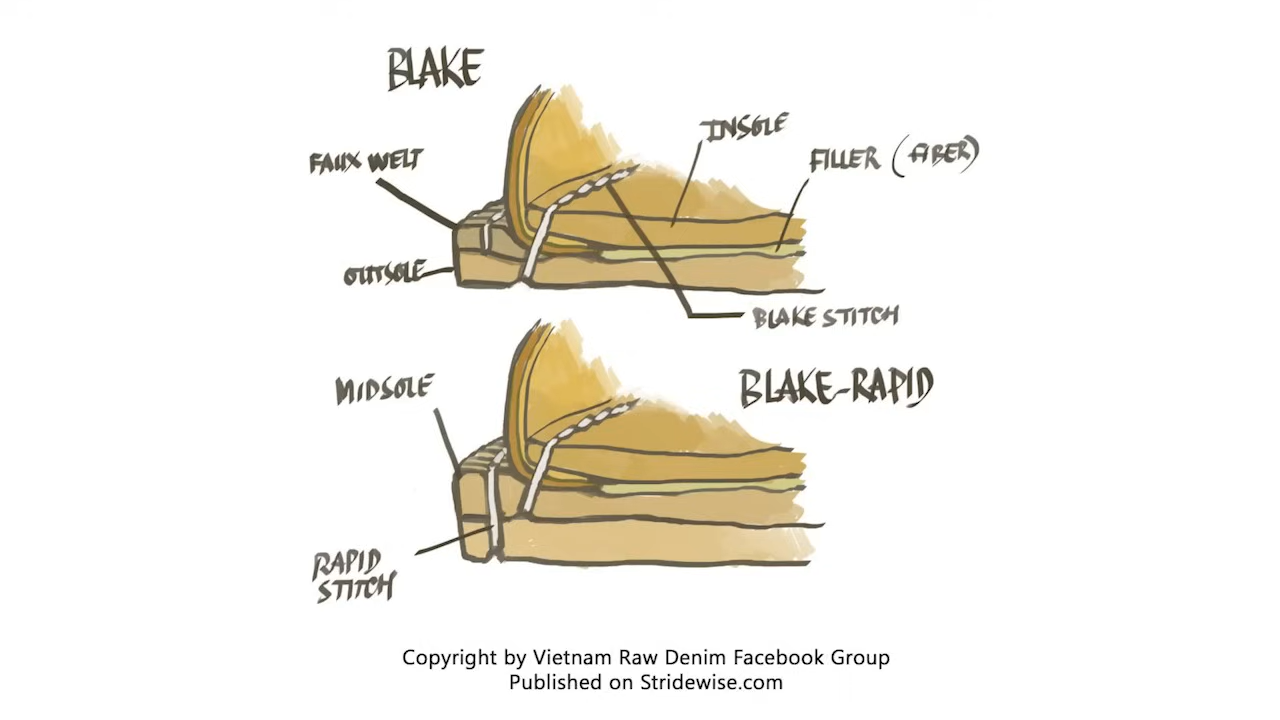 BLAKE
FAUX WELT
INSOLE
FILLER (FIBER)
OUTSOLE
BLAKE STITCH
MIDSOLE
BLAKE-RAPID
RAPID
STITCH
Copyright by Vietnam Raw Denim Facebook Group
Published on Stridewise.com